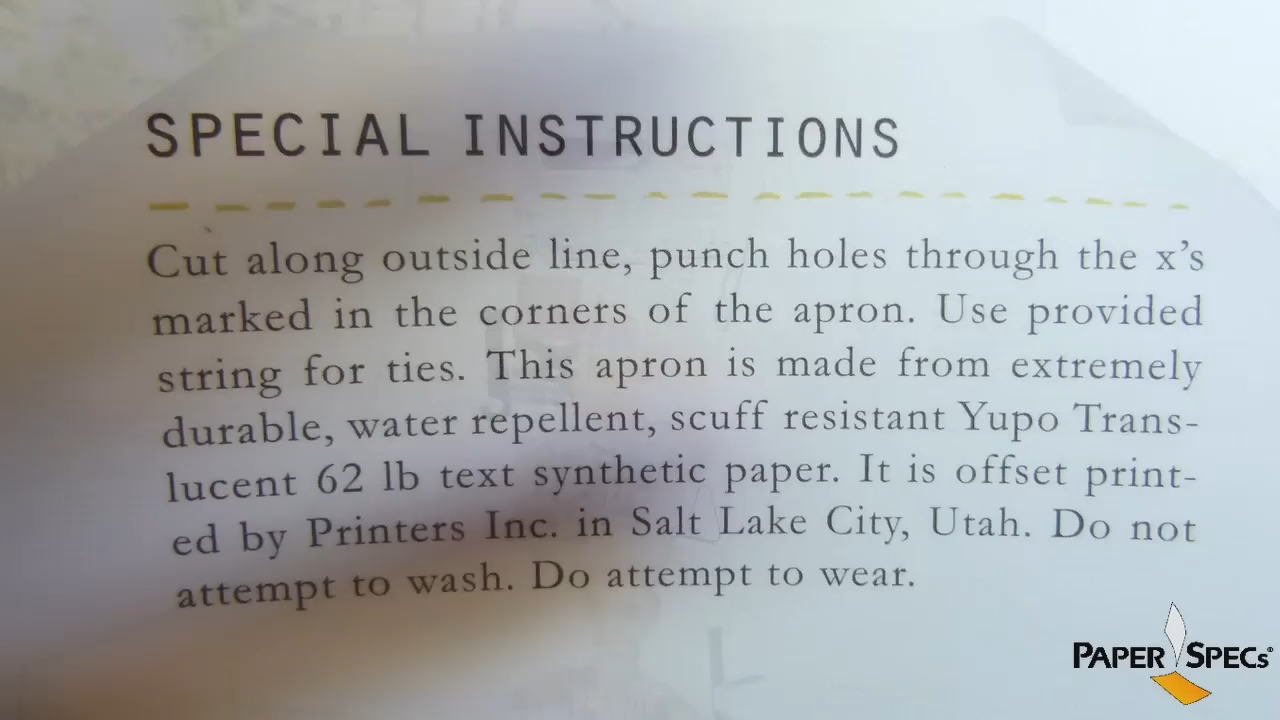 SPECIAL INSTRUCTIONS
Cut along outside line, punch holes through the x's
marked in the corners of the apron. Use provided
string for ties. This apron is made from extremely
durable, water repellent, scuff resistant Yupo Trans-
lucent 62 lb text synthetic paper. It is offset print-
ed by Printers Inc. in Salt Lake City, Utah. Do not
attempt to wash. Do attempt to wear.
PAPER SPECS®